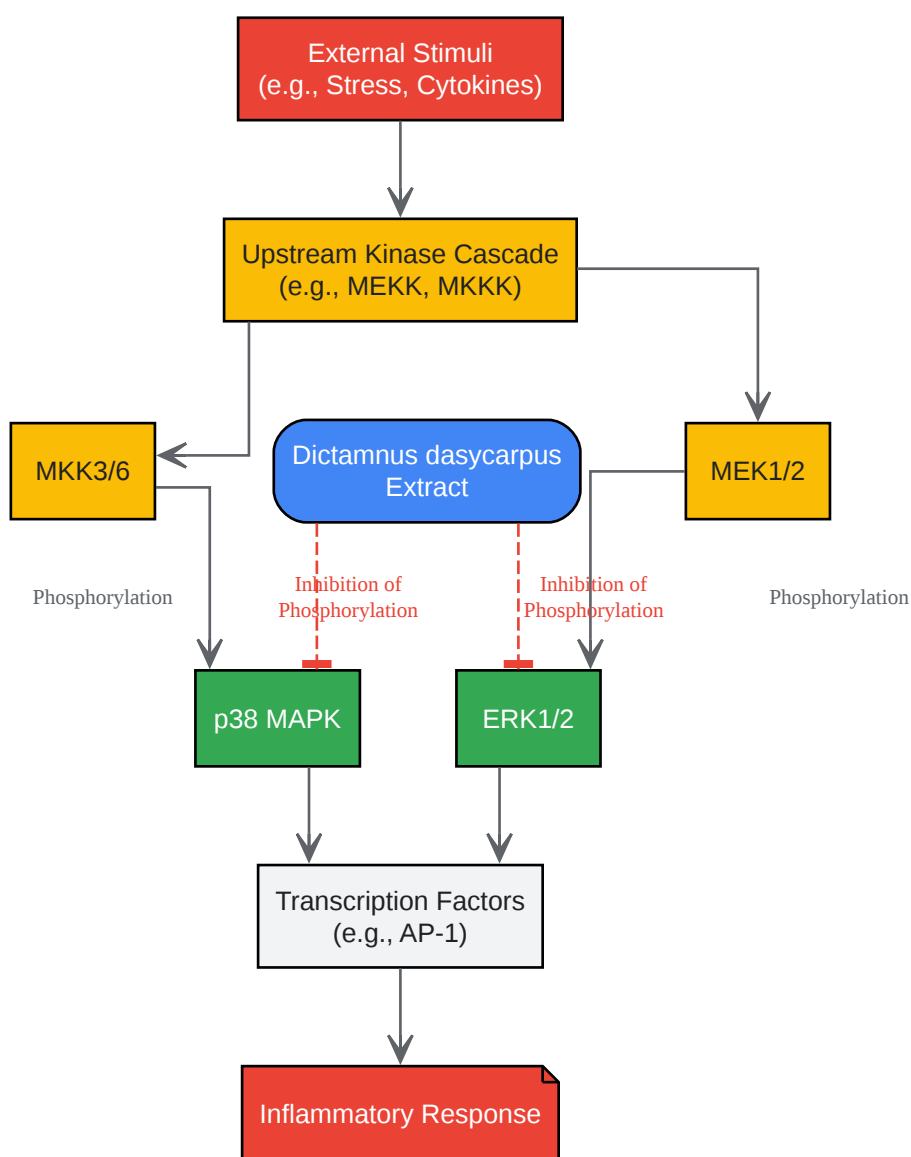 External Stimuli
(e.g., Stress, Cytokines)
Upstream Kinase Cascade
(e.g., MEKK, MKKK)
MKK3/6
Dictamnus dasycarpus
Extract
MEK1/2
Phosphorylation
Inhibition of
Phosphorylation
Inhibition of
Phosphorylation
Phosphorylation
p38 MAPK
ERK1/2
Transcription Factors
(e.g., AP-1)
Inflammatory Response